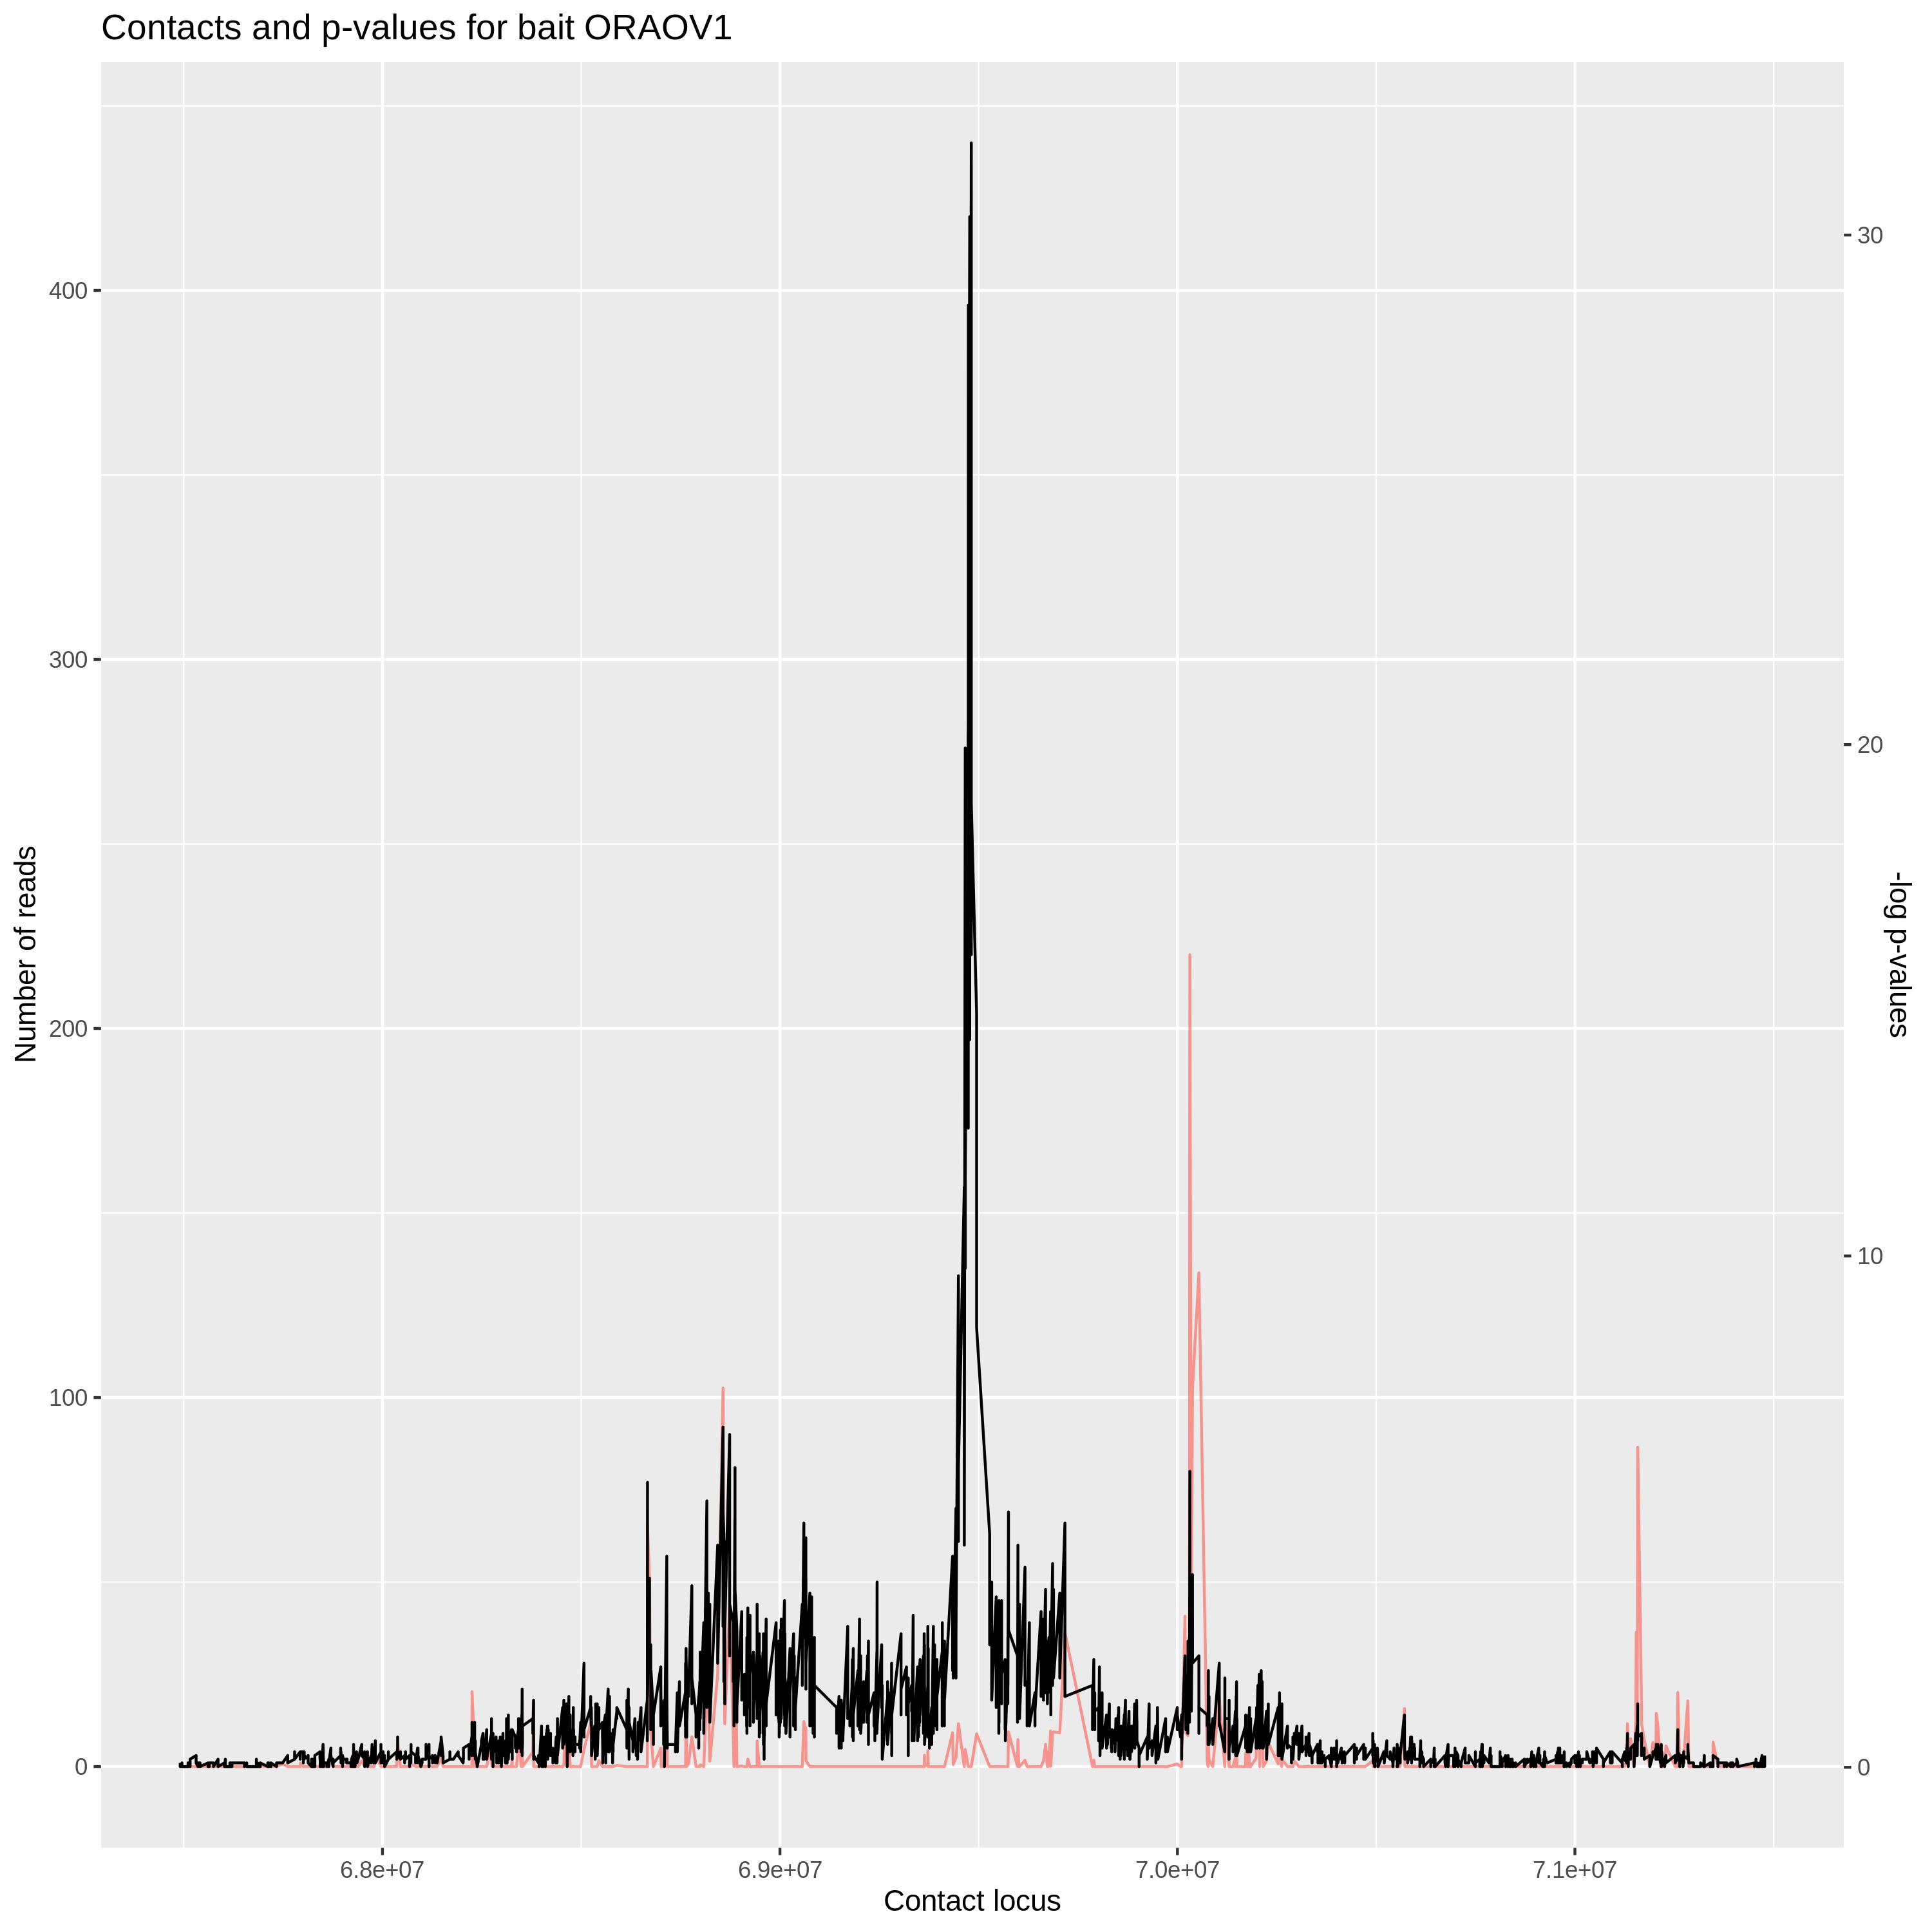 Contacts and p-values for bait ORAOV1
400
300
200
100
0
Number of reads
30
20
10
0
-log p-values
6.8e+07
6.9e+07
7.0e+07
7.1e+07
Contact locus